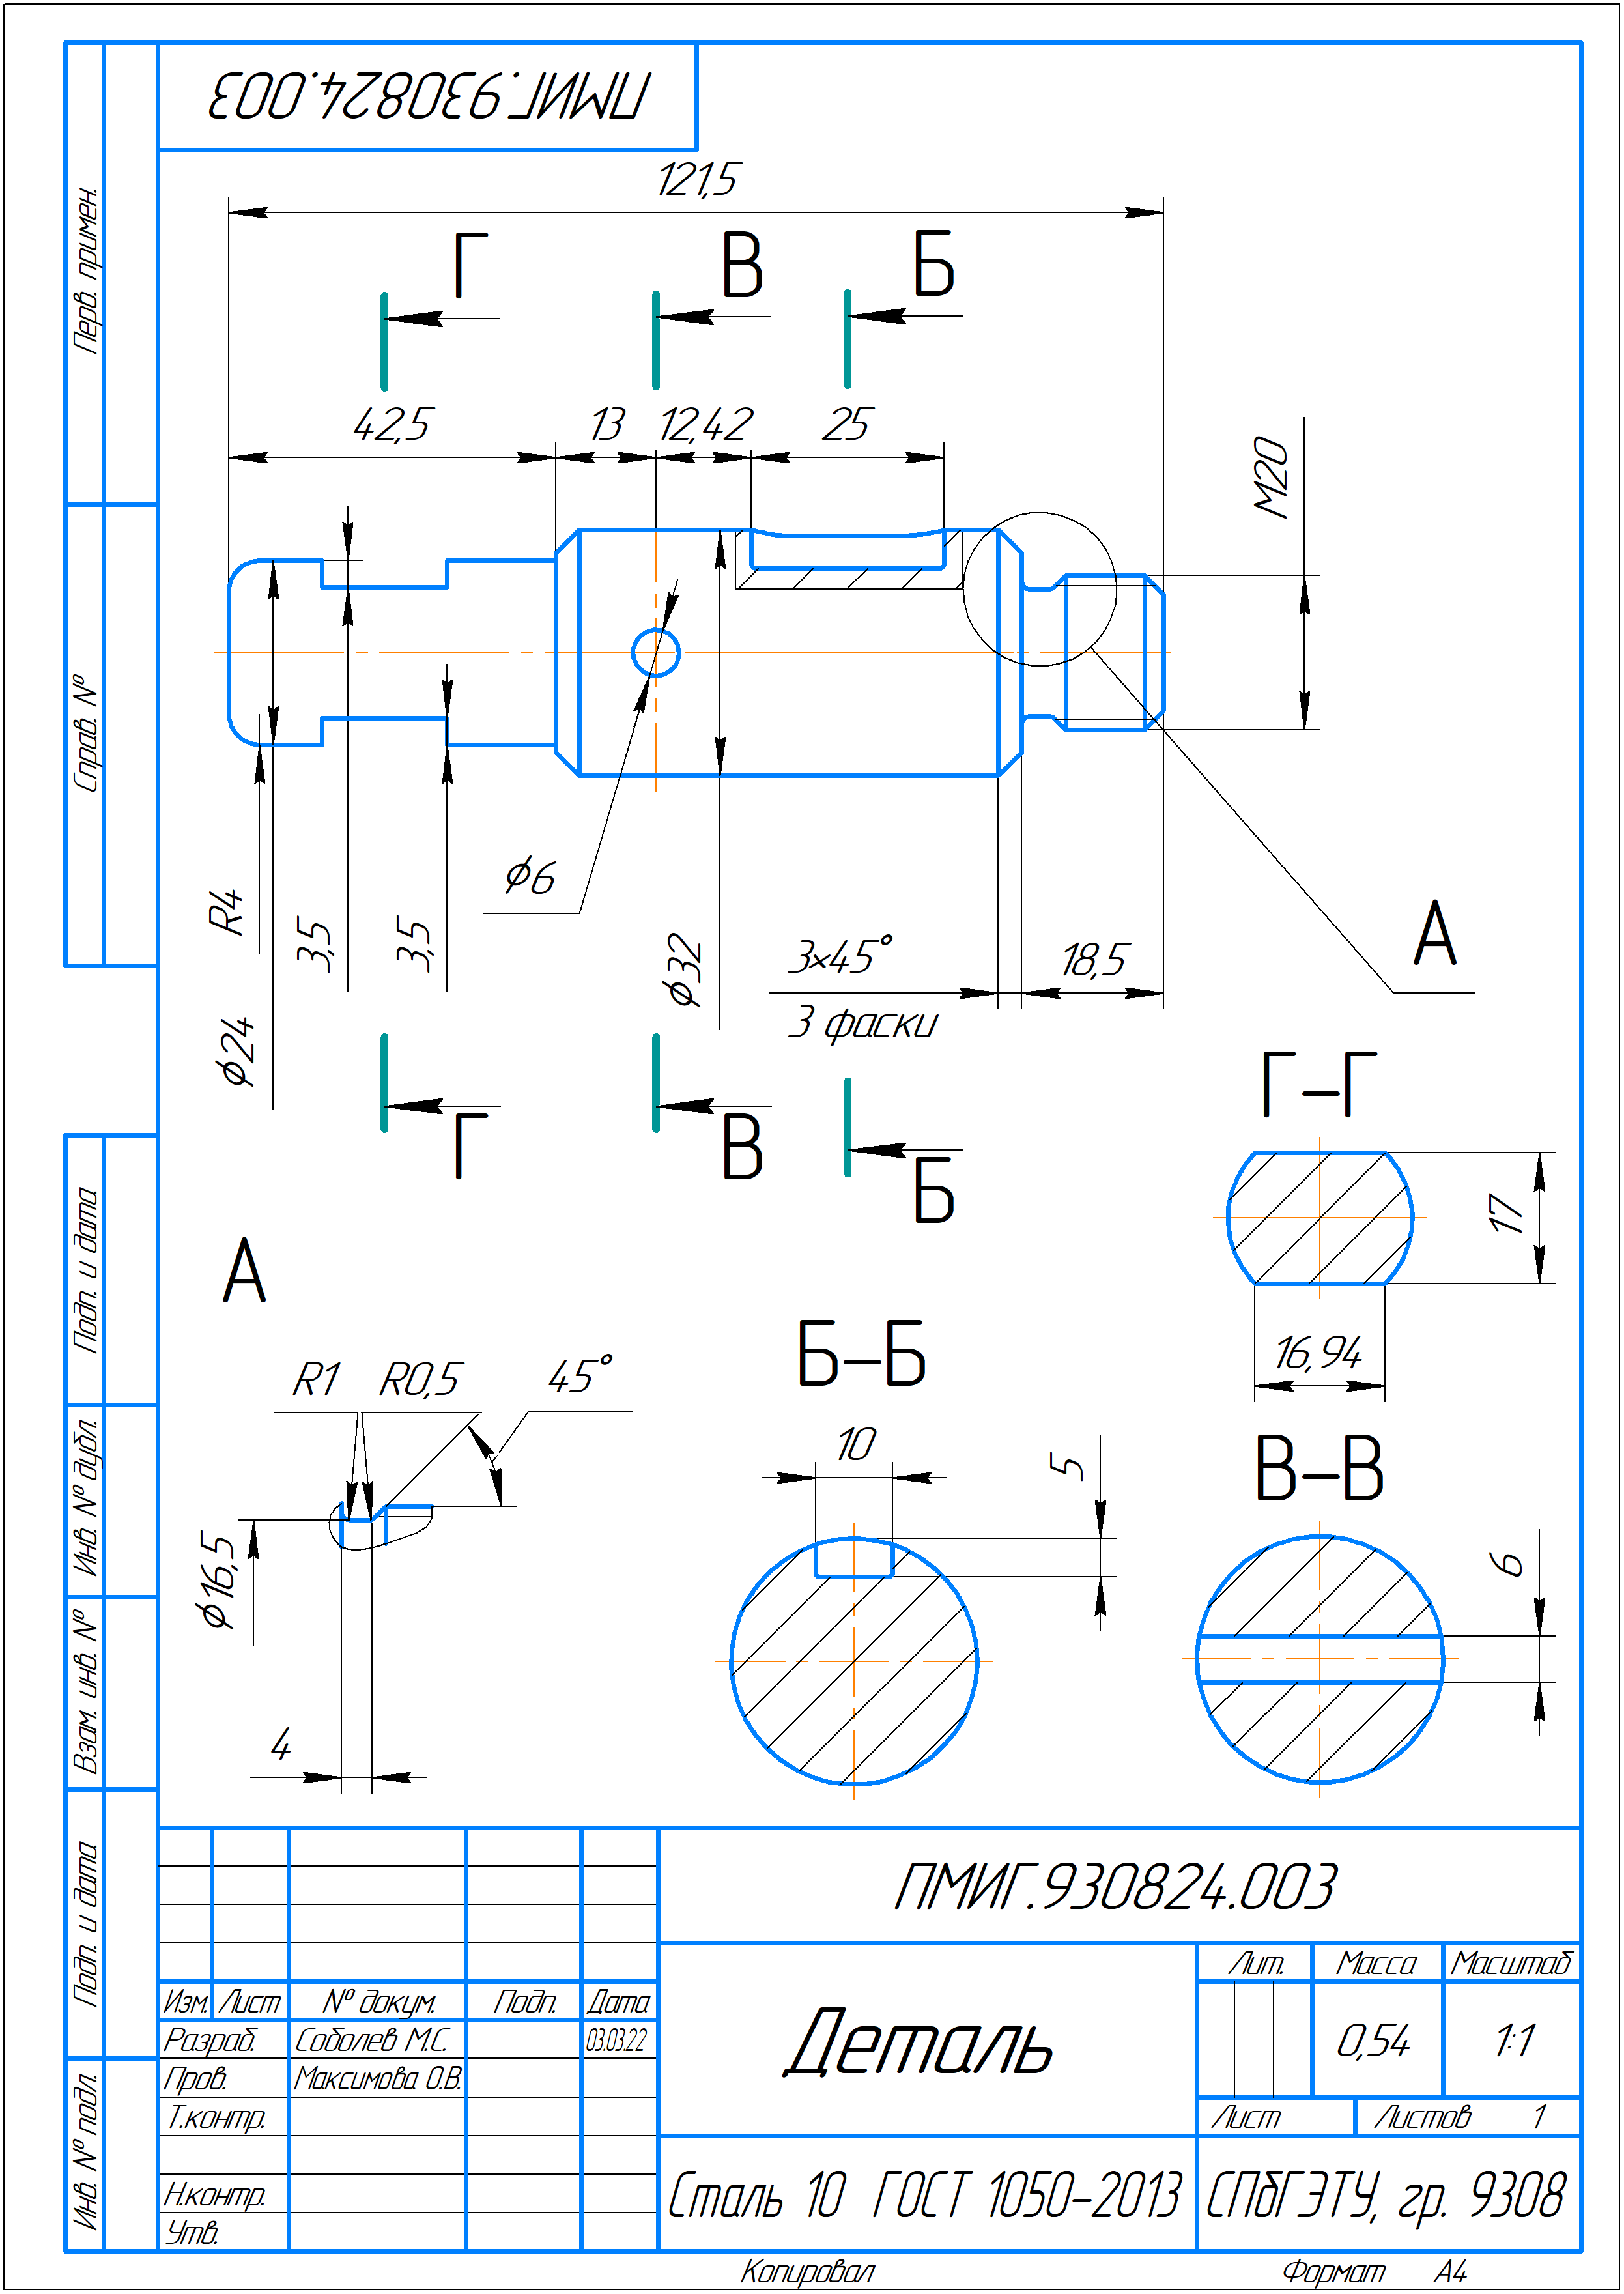 ПМИГ.930824.003
121,5
Г
В
Б
42,5
13
12,42
25
М20
R4
3,5
3,5
⌀6
⌀24
⌀32
3×45°
3 фаски
18,5
А
Г
В
Б
Г-Г
17
16,94
А
R1
R0,5
45°
⌀16,5
4
Б-Б
10
5
В-В
6
Перв. примен.
Справ. №
Подп. и дата
Инв. № дубл.
Взам. инв. №
Подп. и дата
Инв. № подл.
ПМИГ.930824.003
Изм. Лист № докум. Подп. Дата
Разраб. Соболев М.С. 03.03.22
Пров. Максимова О.В.
Т.контр.
Н.контр.
Утв.
Деталь
Лит. Масса Масштаб
0,54 1:1
Лист Листов 1
Сталь 10 ГОСТ 1050-2013
СПбГЭТУ, гр. 9308
Копировал Формат А4